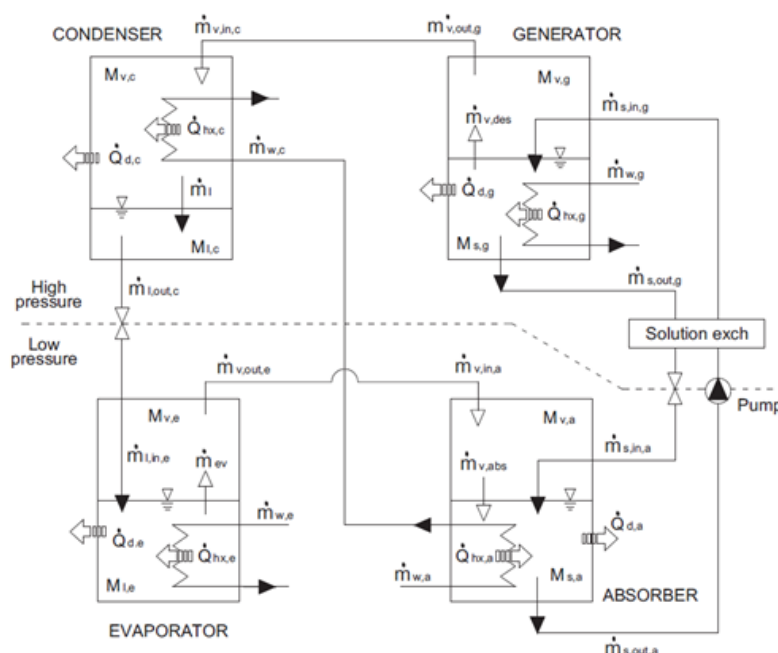 CONDENSER
ṁv,in,c
ṁv,out,g
GENERATOR
Mv,c
Mv,g
ṁs,in,g
Q̇hx,c
ṁv,des
Q̇d,c
ṁw,c
ṁw,g
ṁl
Q̇d,g
Q̇hx,g
Ml,c
Ms,g
ṁl,out,c
ṁs,out,g
High
pressure
Low
pressure
Solution exch
ṁv,out,e
ṁv,in,a
Pump
Mv,e
Mv,a
ṁl,in,e
ṁev
ṁv,abs
ṁs,in,a
ṁw,e
Q̇d,e
Q̇hx,e
Q̇hx,a
Q̇d,a
ṁw,a
Ml,e
Ms,a
ABSORBER
EVAPORATOR
ṁs,out,a